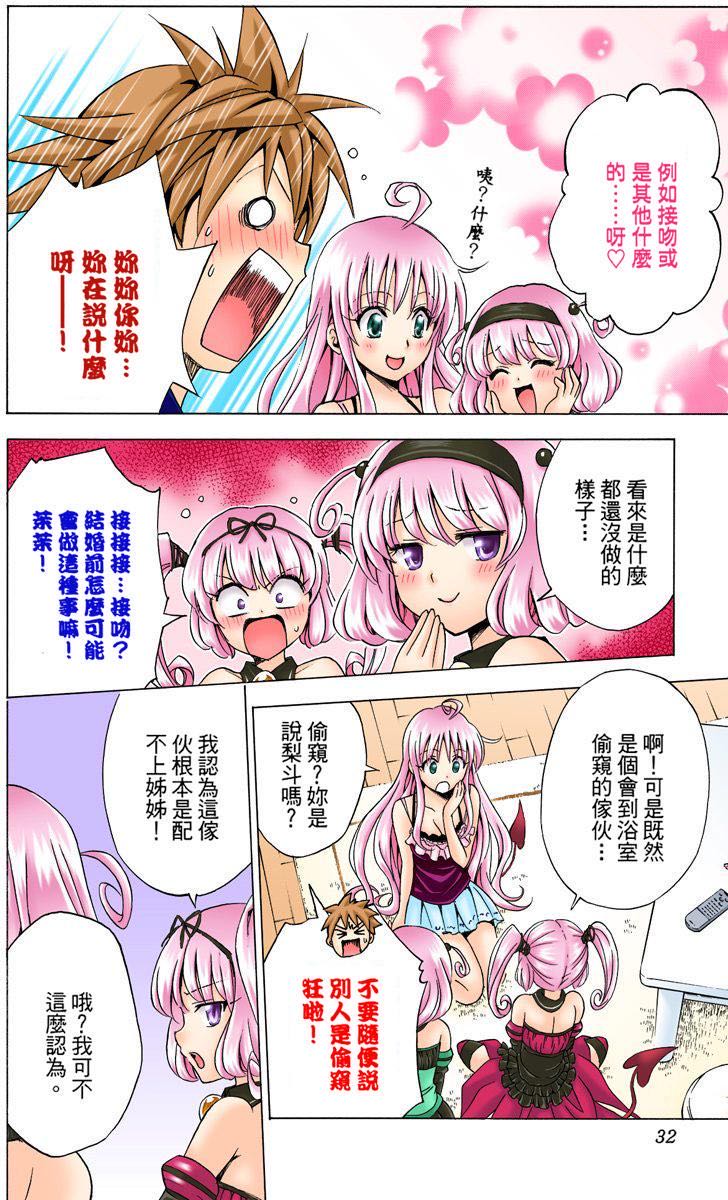 例如接吻或
是其他什麼
的……呀♡
咦？什麼？
妳妳你妳…
妳在說什麼
呀——！
看來是什麼
都還沒做的
樣子…
接接接…接吻？
結婚前怎麼可能
會做這種事嘛！
笨笨！
啊！可是既然
是個會到浴室
偷窺的傢伙…
偷窺？妳是
說梨斗嗎？
不要隨便說
別人是偷窺
狂啦！
我認為這傢
伙根本是配
不上姊姊！
哦？我可不
這麼認為。
32